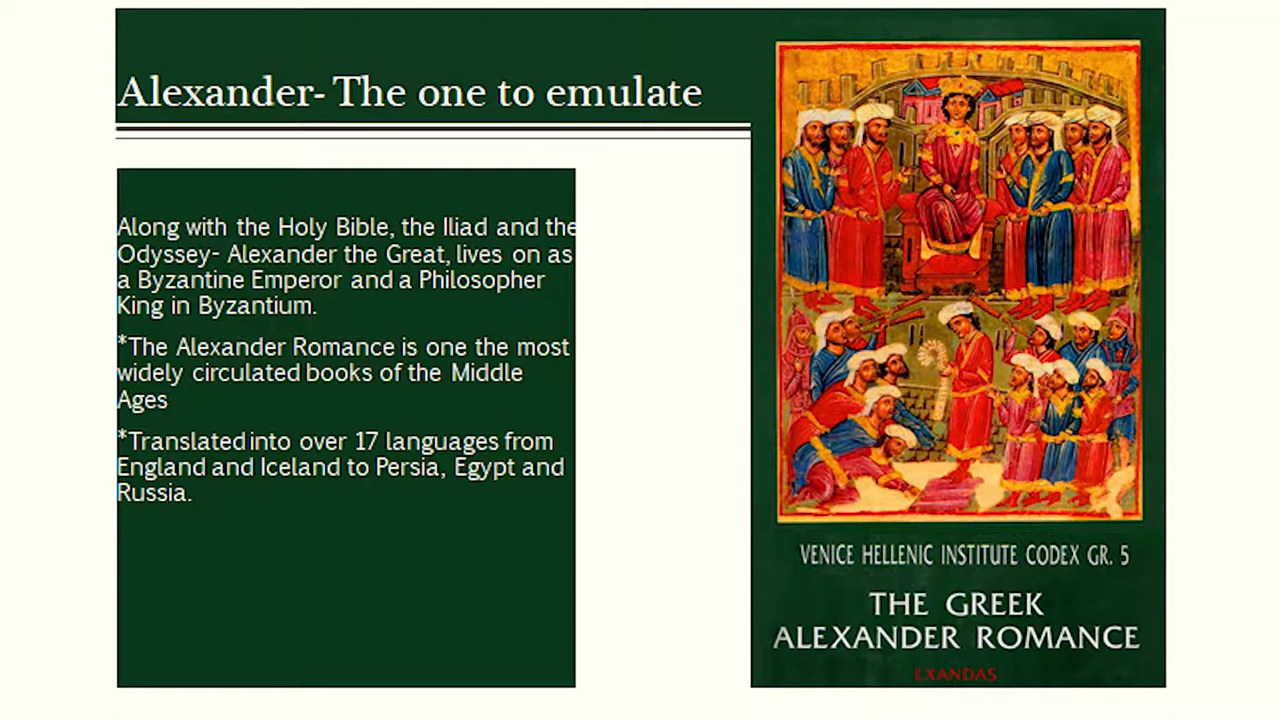 Alexander- The one to emulate
Along with the Holy Bible, the Iliad and the
Odyssey- Alexander the Great, lives on as
a Byzantine Emperor and a Philosopher
King in Byzantium.
*The Alexander Romance is one the most
widely circulated books of the Middle
Ages
*Translated into over 17 languages from
England and Iceland to Persia, Egypt and
Russia.
VENICE HELLENIC INSTITUTE CODEX GR. 5
THE GREEK
ALEXANDER ROMANCE
EXANDAS